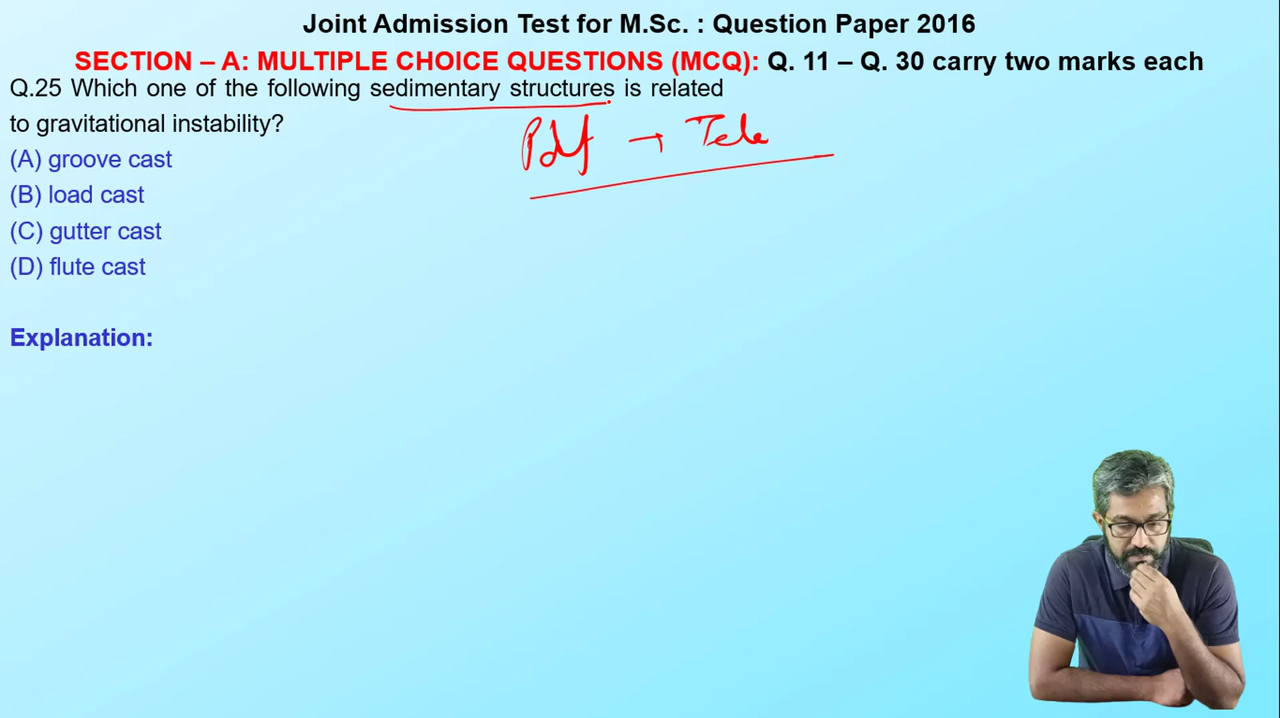 Joint Admission Test for M.Sc. : Question Paper 2016
SECTION – A: MULTIPLE CHOICE QUESTIONS (MCQ): Q. 11 – Q. 30 carry two marks each
Q.25 Which one of the following sedimentary structures is related
to gravitational instability?
Pdf → Tele
(A) groove cast
(B) load cast
(C) gutter cast
(D) flute cast
Explanation: